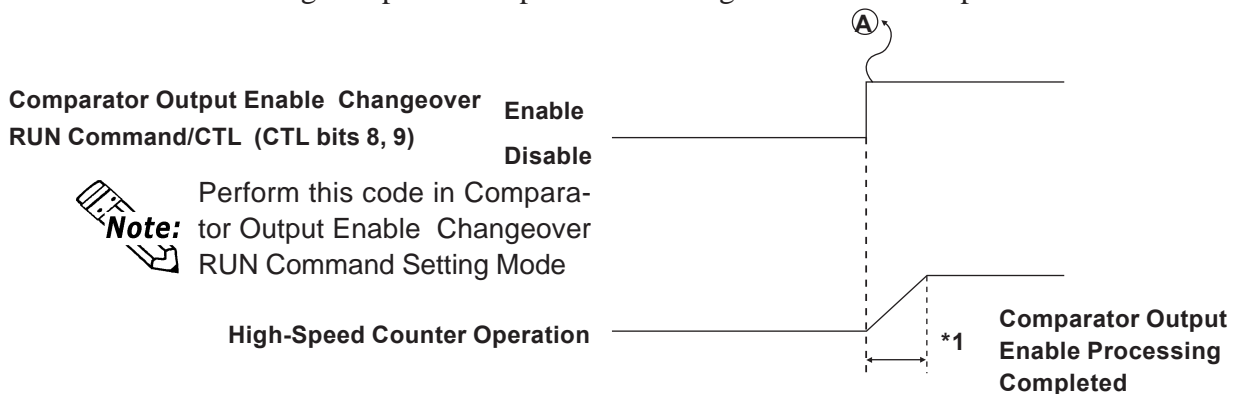 A
Comparator Output Enable Changeover
RUN Command/CTL (CTL bits 8, 9)
Enable
Disable
Note:
Perform this code in Compara-
tor Output Enable Changeover
RUN Command Setting Mode
High-Speed Counter Operation
*1
Comparator Output
Enable Processing
Completed